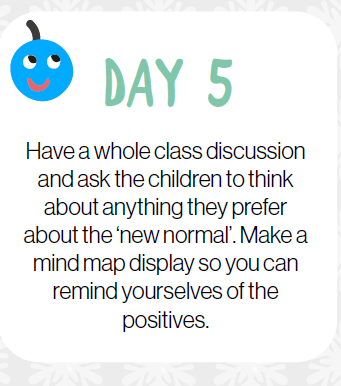 DAY 5
Have a whole class discussion
and ask the children to think
about anything they prefer
about the ‘new normal’. Make a
mind map display so you can
remind yourselves of the
positives.